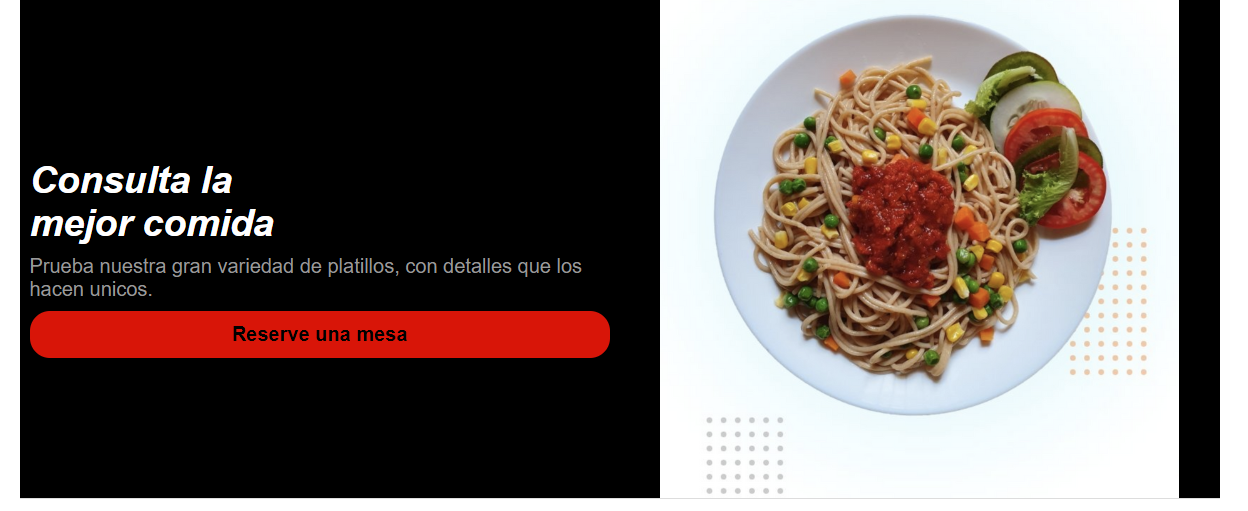 Consulta la
mejor comida
Prueba nuestra gran variedad de platillos, con detalles que los
hacen unicos.
Reserve una mesa